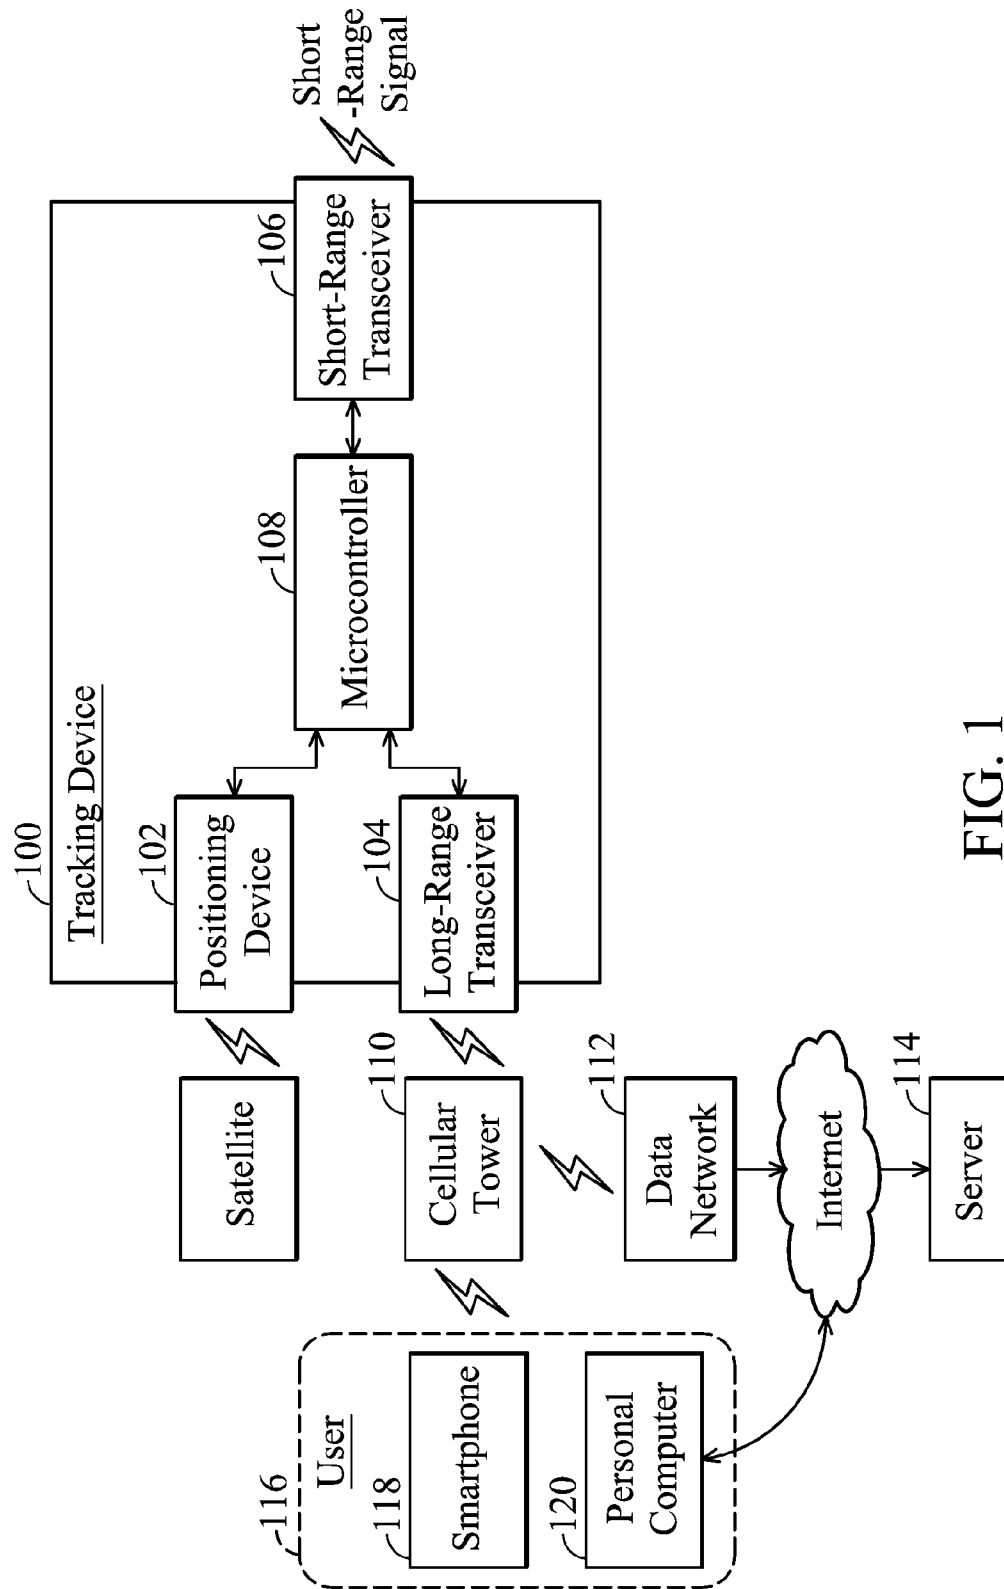 100
Tracking Device
102
Positioning
Device
104
Long-Range
Transceiver
108
Microcontroller
106
Short-Range
Transceiver
Short
-Range
Signal
Satellite
110
Cellular
Tower
112
Data
Network
Internet
114
Server
116
User
118
Smartphone
120
Personal
Computer
FIG. 1